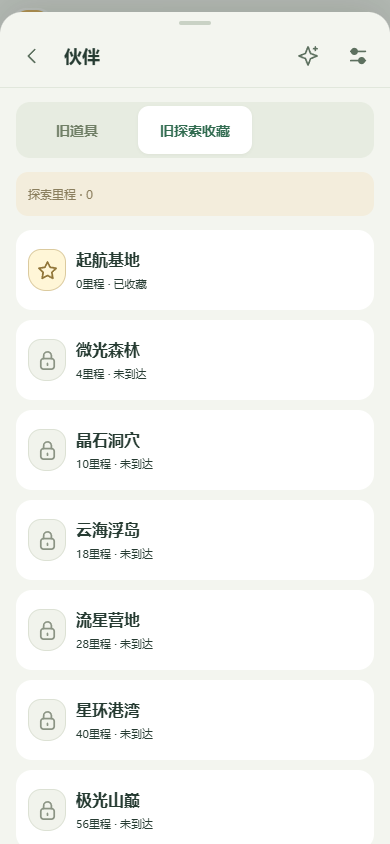 伙伴
旧道具
旧探索收藏
探索里程 · 0
起航基地
0里程 · 已收藏
微光森林
4里程 · 未到达
晶石洞穴
10里程 · 未到达
云海浮岛
18里程 · 未到达
流星营地
28里程 · 未到达
星环港湾
40里程 · 未到达
极光山巅
56里程 · 未到达